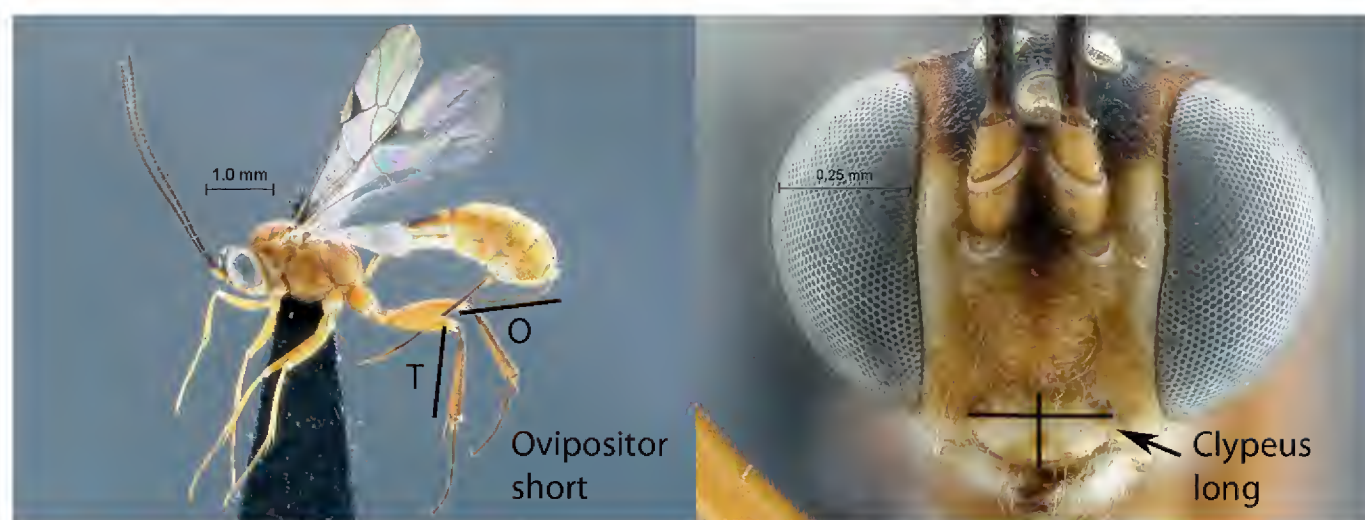 1.0 mm
O
T
Ovipositor
short
0,25 mm
Clypeus
long